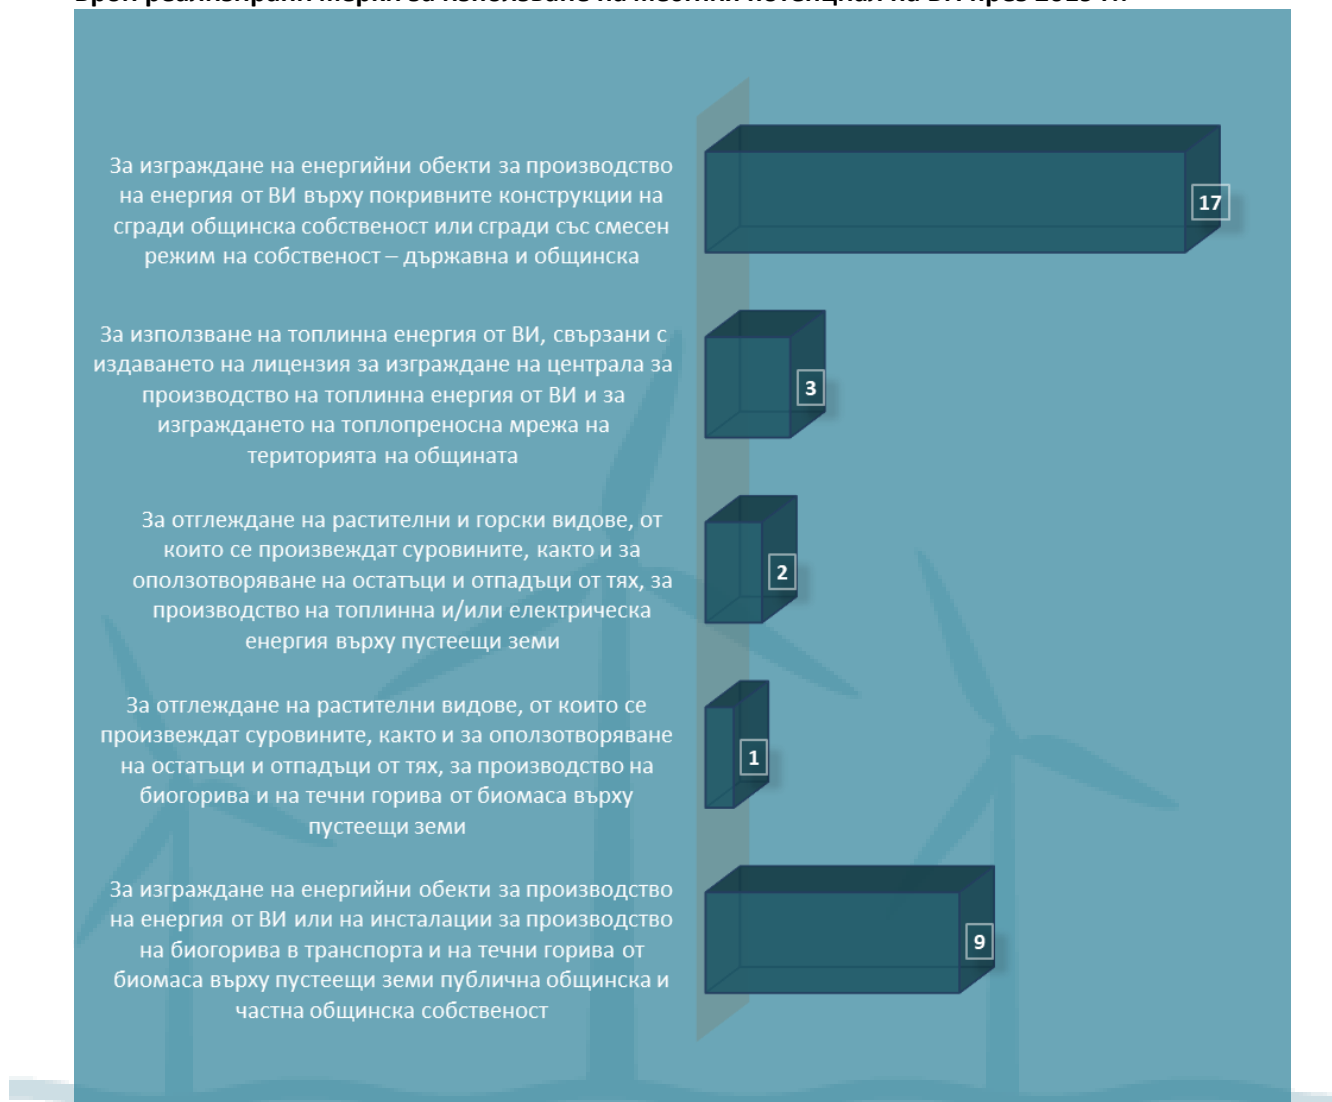 За изграждане на енергийни обекти за производство
на енергия от ВИ върху покривните конструкции на
сгради общинска собственост или сгради със смесен
режим на собственост – държавна и общинска
17
За използване на топлинна енергия от ВИ, свързани с
издаването на лицензия за изграждане на централа за
производство на топлинна енергия от ВИ и за
изграждането на топлопреносна мрежа на
територията на общината
3
За отглеждане на растителни и горски видове, от
които се произвеждат суровините, както и за
оползотворяване на остатъци и отпадъци от тях, за
производство на топлинна и/или електрическа
енергия върху пустеещи земи
2
За отглеждане на растителни видове, от които се
произвеждат суровините, както и за оползотворяване
на остатъци и отпадъци от тях, за производство на
биогорива и на течни горива от биомаса върху
пустеещи земи
1
За изграждане на енергийни обекти за производство
на енергия от ВИ или на инсталации за производство
на биогорива в транспорта и на течни горива от
биомаса върху пустеещи земи публична общинска и
частна общинска собственост
9